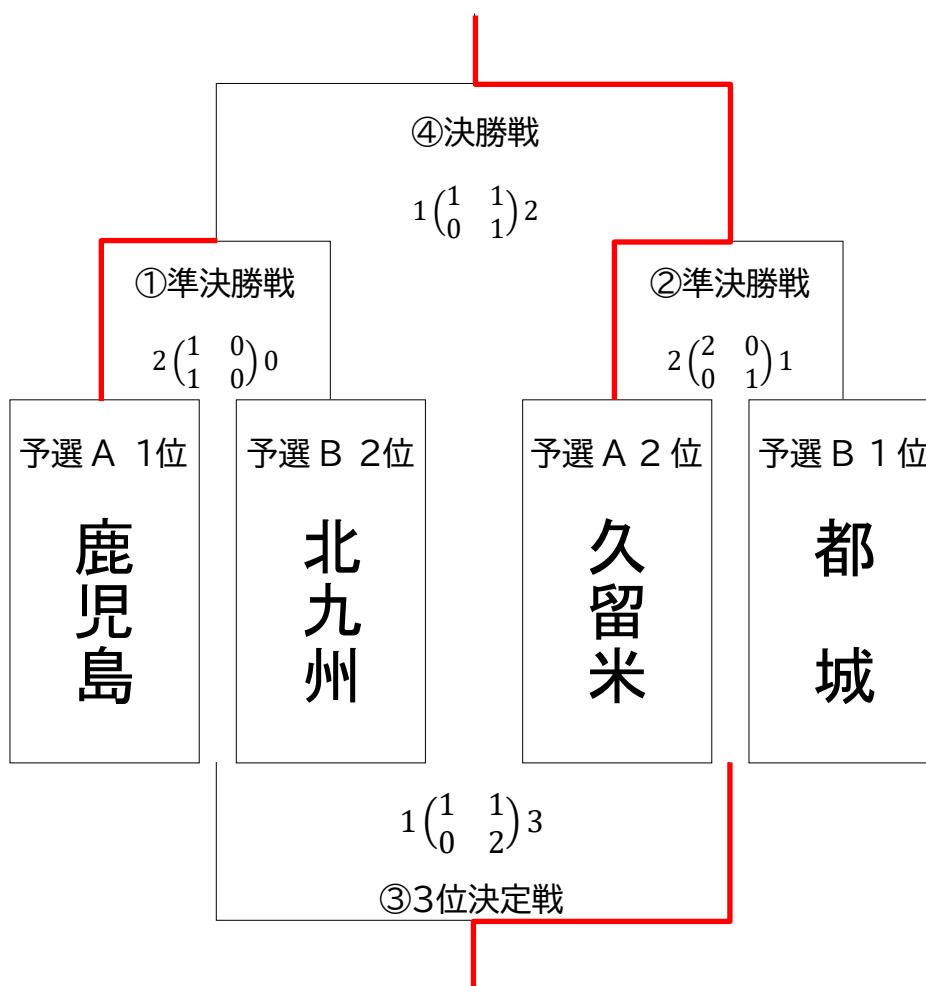 ④決勝戦
1(1 1
0 1)2
①準決勝戦
2(1 0
1 0)0
②準決勝戦
2(2 0
0 1)1
予選A 1位
鹿児島
予選B 2位
北九州
予選A2位
久留米
予選B1位
都城
1(1 1
0 2)3
③3位決定戦